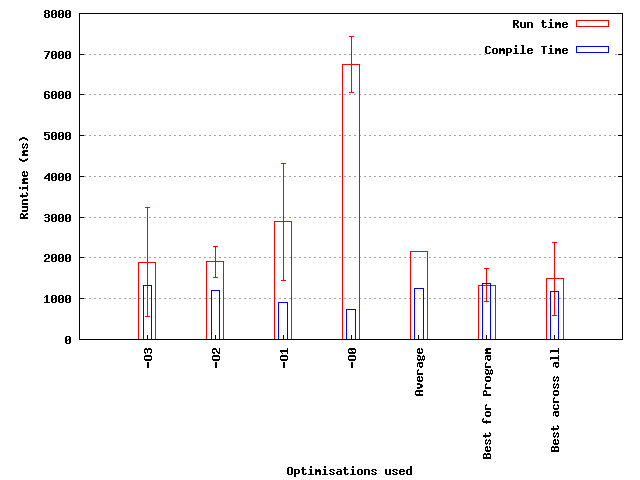 8000
7000
6000
5000
4000
3000
2000
1000
0
Runtime (ms)
Run time
Compile Time
-O3
-O2
-O1
-O0
Average
Best for Program
Best across all
Optimisations used